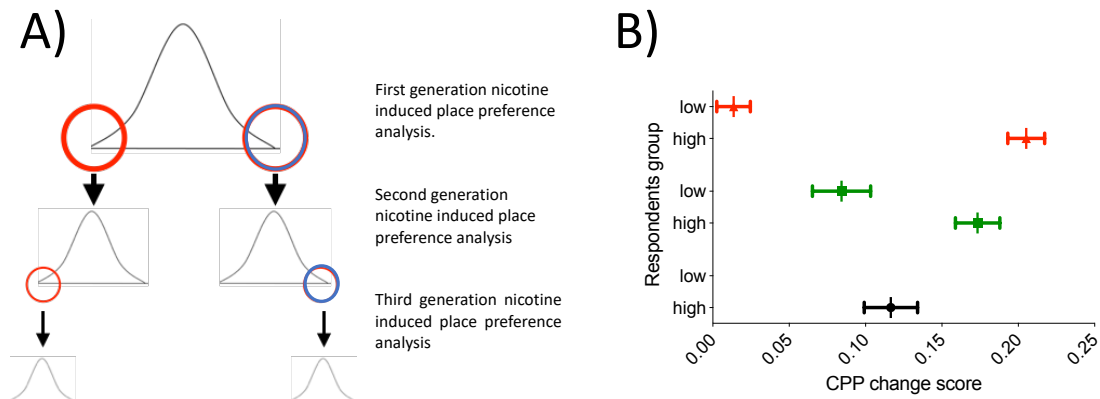 A)
First generation nicotine
induced place preference
analysis.
Second generation
nicotine induced place
preference analysis
Third generation nicotine
induced place preference
analysis
B)
Respondents group
low
high
low
high
low
high
0.00 0.05 0.10 0.15 0.20 0.25
CPP change score